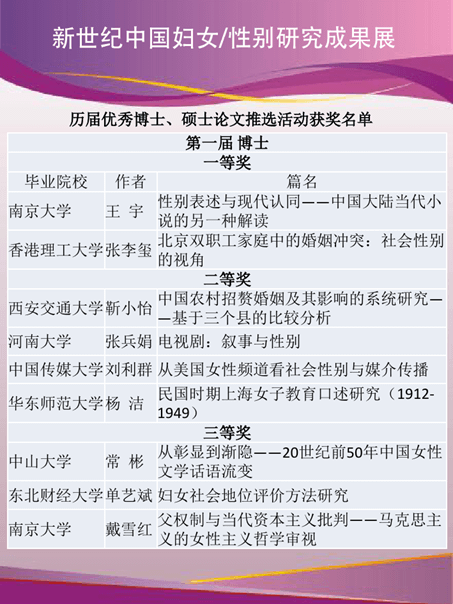 新世纪中国妇女/性别研究成果展
历届优秀博士、硕士论文推选活动获奖名单
第一届 博士
一等奖
毕业院校 作者 篇名
南京大学 王 宇 性别表述与现代认同——中国大陆当代小
说的另一种解读
香港理工大学 张李玺 北京双职工家庭中的婚姻冲突：社会性别
的视角
二等奖
西安交通大学 靳小怡 中国农村招赘婚姻及其影响的系统研究—
—基于三个县的比较分析
河南大学 张兵娟 电视剧：叙事与性别
中国传媒大学 刘利群 从美国女性频道看社会性别与媒介传播
华东师范大学 杨 洁 民国时期上海女子教育口述研究（1912-
1949）
三等奖
中山大学 常 彬 从彰显到渐隐——20世纪前50年中国女性
文学话语流变
东北财经大学 单艺斌 妇女社会地位评价方法研究
南京大学 戴雪红 父权制与当代资本主义批判——马克思主
义的女性主义哲学审视